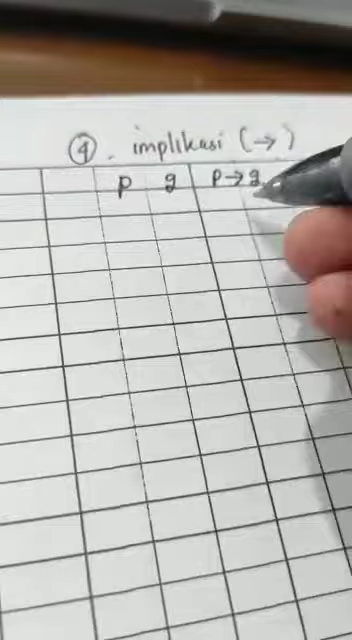 ④. implikasi (→)
p q p→q